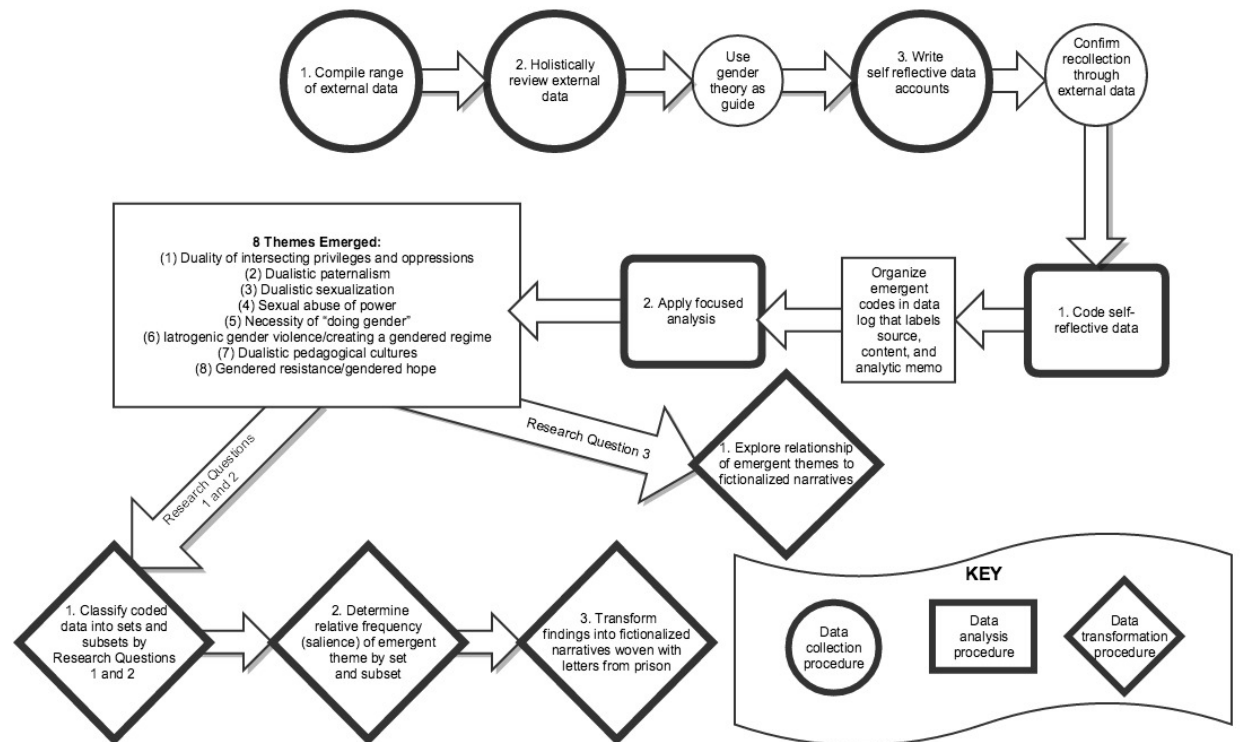 1. Compile range
of external data
2. Holistically
review external
data
Use
gender
theory as
guide
3. Write
self reflective data
accounts
Confirm
recollection
through
external data
1. Code self-
reflective data
Organize
emergent
codes in data
log that labels
source,
content, and
analytic memo
2. Apply focused
analysis
8 Themes Emerged:
(1) Duality of intersecting privileges and oppressions
(2) Dualistic paternalism
(3) Dualistic sexualization
(4) Sexual abuse of power
(5) Necessity of “doing gender”
(6) Iatrogenic gender violence/creating a gendered regime
(7) Dualistic pedagogical cultures
(8) Gendered resistance/gendered hope
Research Questions
1 and 2
Research Question 3
1. Explore relationship
of emergent themes to
fictionalized narratives
1. Classify coded
data into sets and
subsets by
Research Questions
1 and 2
2. Determine
relative frequency
(salience) of emergent
theme by set
and subset
3. Transform
findings into fictionalized
narratives woven with
letters from prison
KEY
Data
collection
procedure
Data
analysis
procedure
Data
transformation
procedure